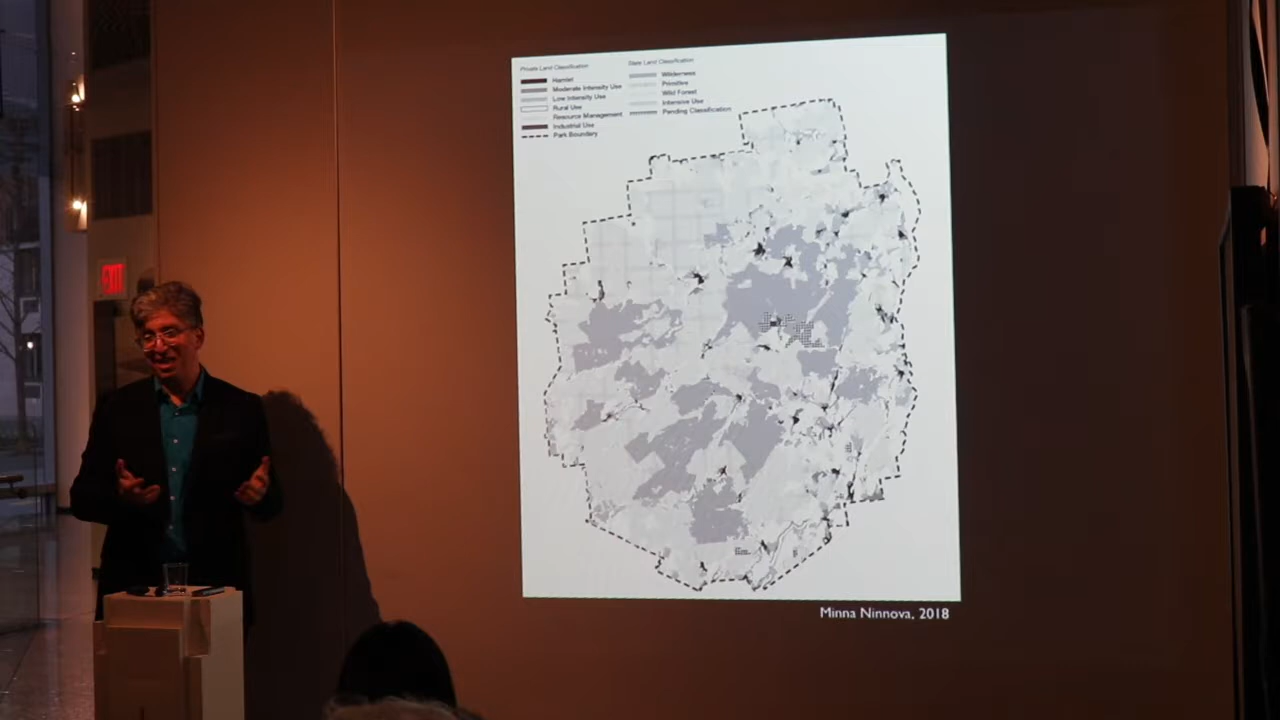 Private Land Classification
Hamlet
Moderate Intensity Use
Low Intensity Use
Rural Use
Resource Management
Industrial Use
Park Boundary
State Land Classification
Wilderness
Primitive
Wild Forest
Intensive Use
Pending Classification
EXIT
Minna Ninnova, 2018